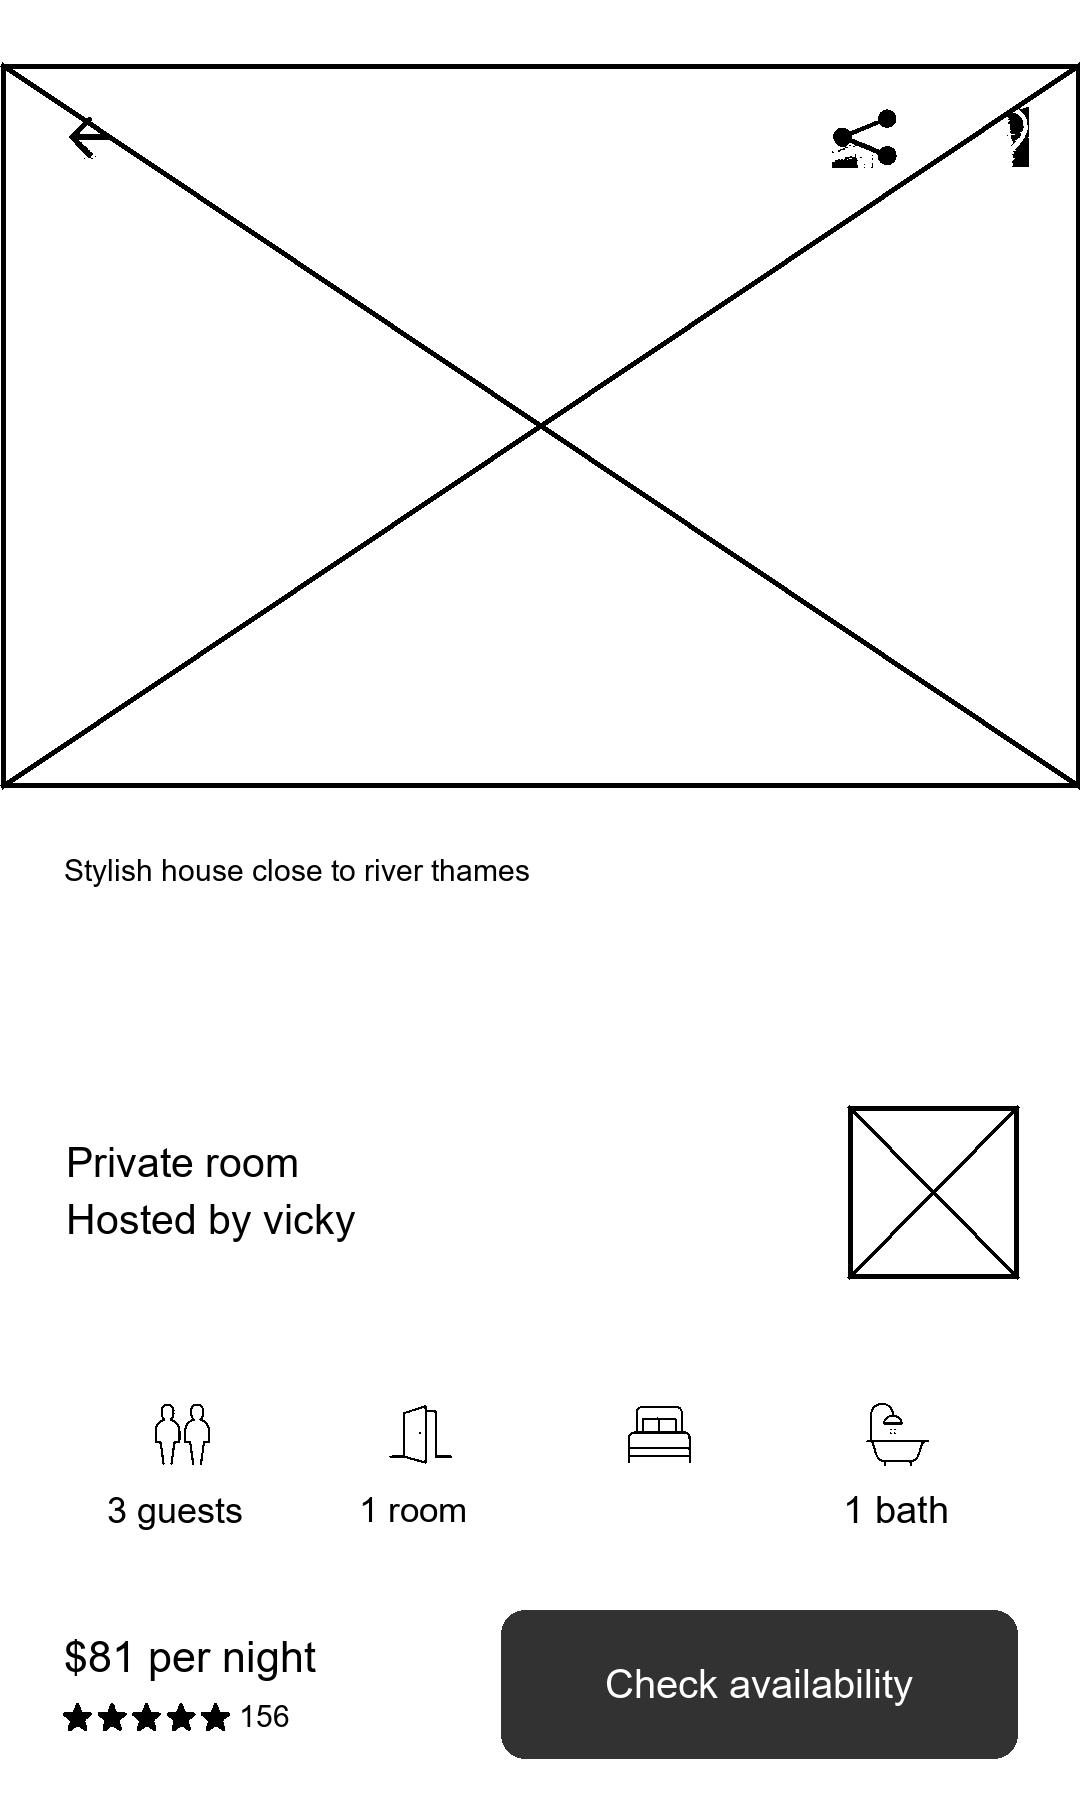 Stylish house close to river thames
Private room
Hosted by vicky
3 guests
1 room
1 bath
$81 per night
156
Check availability